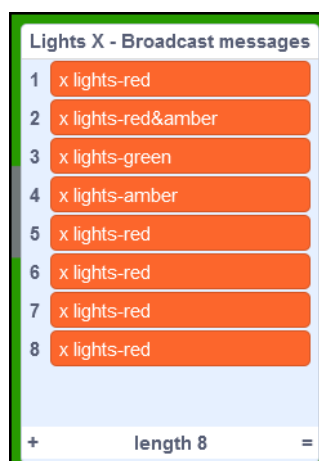 Lights X - Broadcast messages
1 x lights-red
2 x lights-red&amber
3 x lights-green
4 x lights-amber
5 x lights-red
6 x lights-red
7 x lights-red
8 x lights-red
+ length 8 =